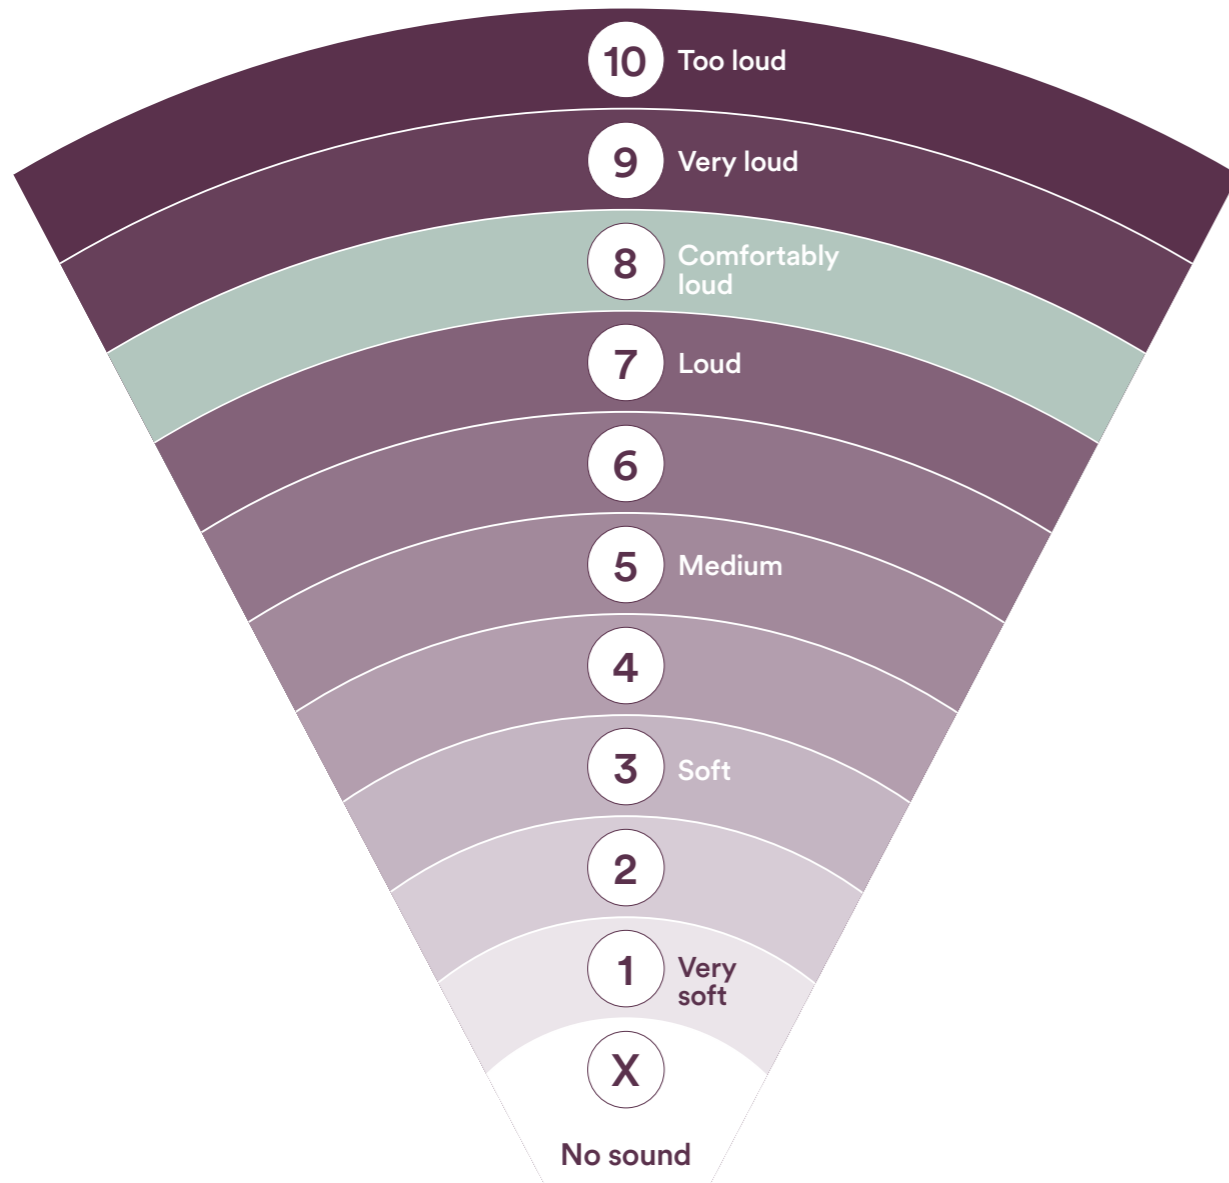 10 Too loud
9 Very loud
8 Comfortably
loud
7 Loud
6
5 Medium
4
3 Soft
2
1 Very
soft
X
No sound